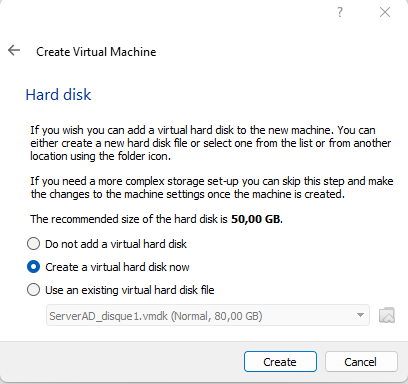 ?
Create Virtual Machine
Hard disk
If you wish you can add a virtual hard disk to the new machine. You can
either create a new hard disk file or select one from the list or from another
location using the folder icon.
If you need a more complex storage set-up you can skip this step and make
the changes to the machine settings once the machine is created.
The recommended size of the hard disk is 50,00 GB.
Do not add a virtual hard disk
Create a virtual hard disk now
Use an existing virtual hard disk file
ServerAD_disque1.vmdk (Normal, 80,00 GB)
Create Cancel